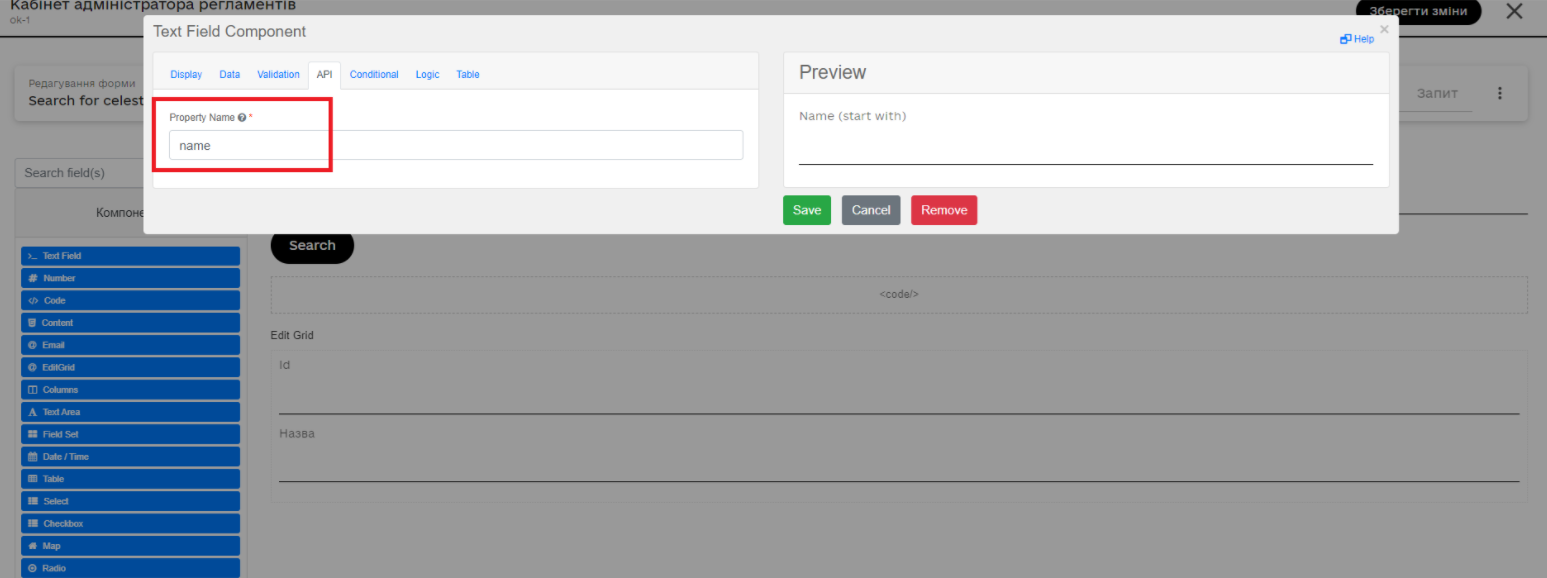 Кабінет адміністратора регламентів
ok-1
Зберегти зміни
Text Field Component
Help
Display Data Validation API Conditional Logic Table
Property Name *
name
Preview
Name (start with)
Save Cancel Remove
Редагування форми
Search for celest
Запит
Search field(s)
Компоне
Text Field
Number
Code
Content
Email
EditGrid
Columns
Text Area
Field Set
Date / Time
Table
Select
Checkbox
Map
Radio
Search
<code/>
Edit Grid
Id
Назва